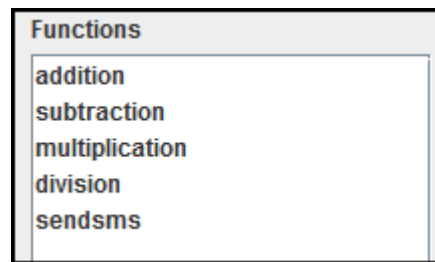 Functions
addition
subtraction
multiplication
division
sendsms